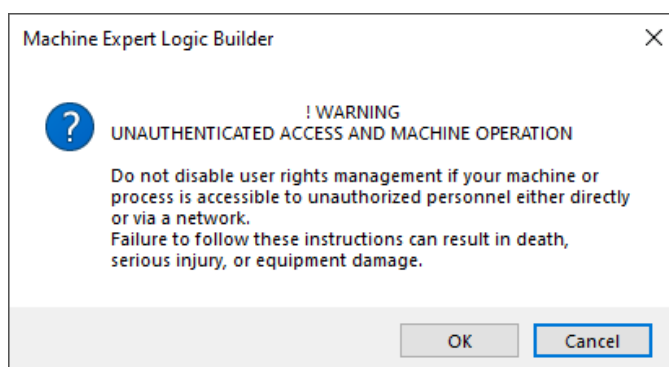 Machine Expert Logic Builder
! WARNING
UNAUTHENTICATED ACCESS AND MACHINE OPERATION
Do not disable user rights management if your machine or
process is accessible to unauthorized personnel either directly
or via a network.
Failure to follow these instructions can result in death,
serious injury, or equipment damage.
OK
Cancel